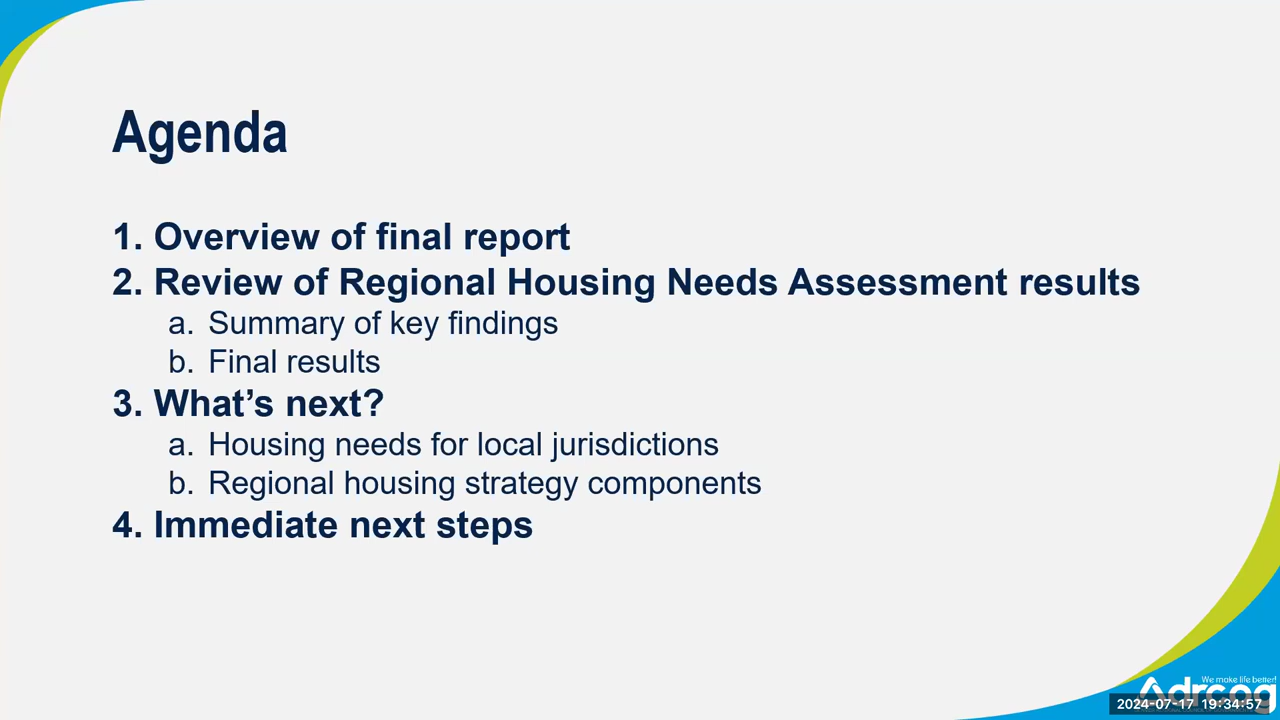 Agenda
1. Overview of final report
2. Review of Regional Housing Needs Assessment results
a. Summary of key findings
b. Final results
3. What’s next?
a. Housing needs for local jurisdictions
b. Regional housing strategy components
4. Immediate next steps
We make life better!
drcog
2024-07-17 19:34:57